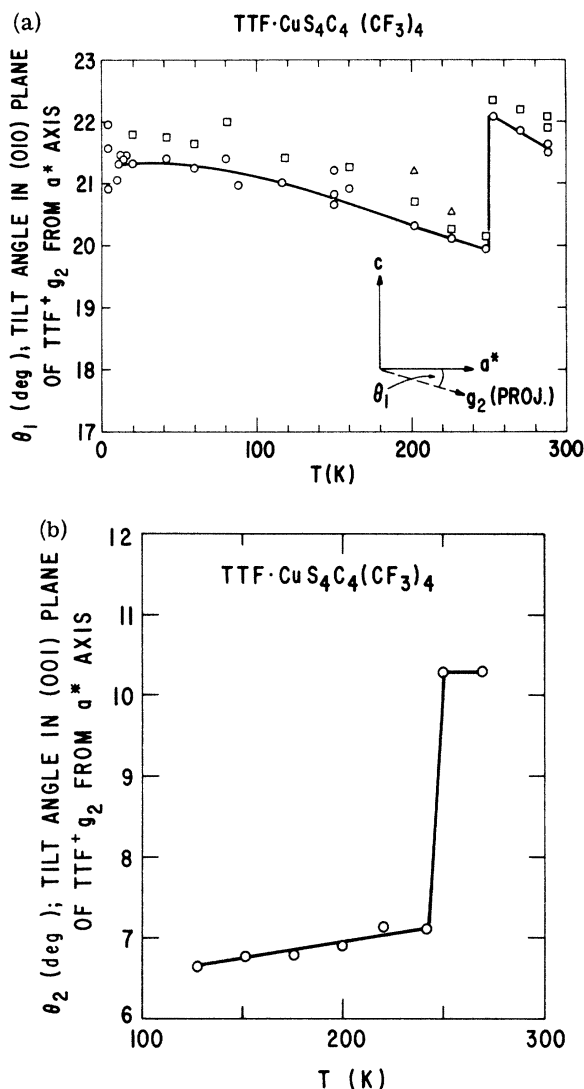 (a)
TTF·CuS₄C₄ (CF₃)₄
θ₁ (deg); TILT ANGLE IN (010) PLANE
OF TTF⁺ g₂ FROM a* AXIS
22
21
20
19
18
17
c
a*
θ₁
g₂ (PROJ.)
0
100
200
300
T(K)
(b)
TTF·CuS₄C₄(CF₃)₄
θ₂ (deg); TILT ANGLE IN (001) PLANE
OF TTF⁺ g₂ FROM a* AXIS
12
11
10
9
8
7
6
100
200
300
T (K)